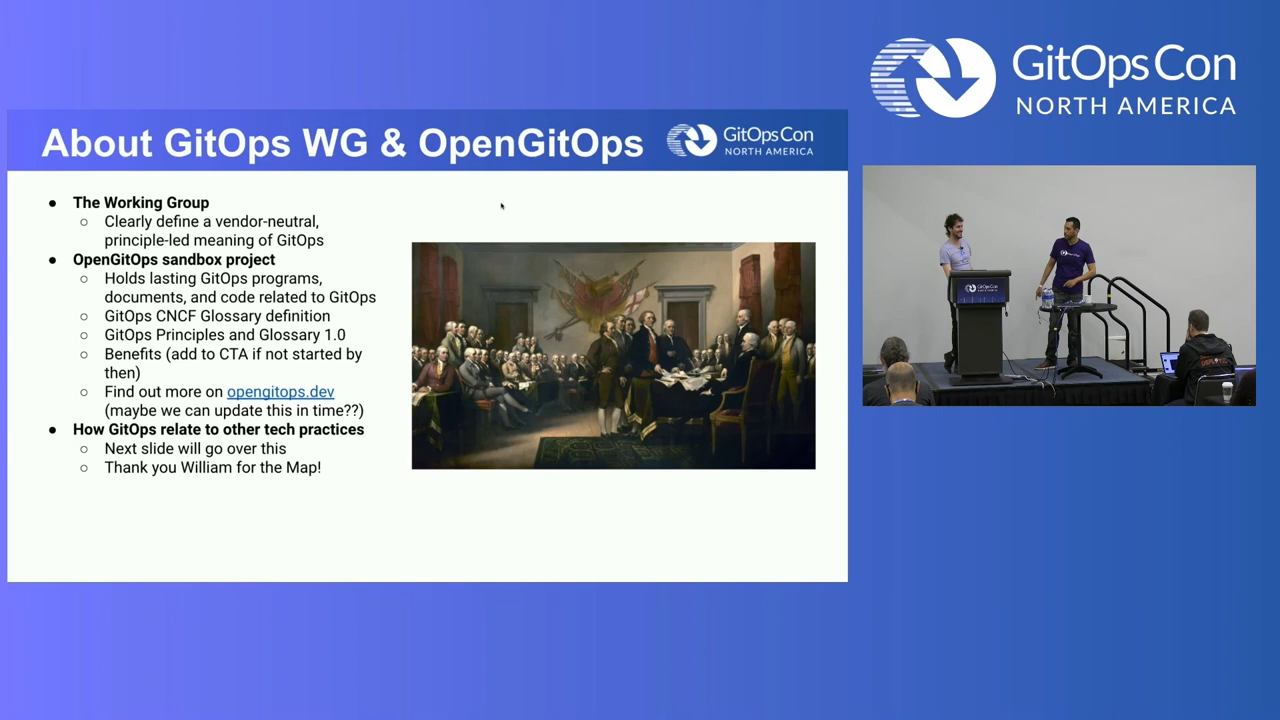 GitOpsCon
NORTH AMERICA
About GitOps WG & OpenGitOps
GitOpsCon
NORTH AMERICA
● The Working Group
○ Clearly define a vendor-neutral,
principle-led meaning of GitOps
● OpenGitOps sandbox project
○ Holds lasting GitOps programs,
documents, and code related to GitOps
○ GitOps CNCF Glossary definition
○ GitOps Principles and Glossary 1.0
○ Benefits (add to CTA if not started by
then)
○ Find out more on opengitops.dev
(maybe we can update this in time??)
● How GitOps relate to other tech practices
○ Next slide will go over this
○ Thank you William for the Map!
GitOpsCon